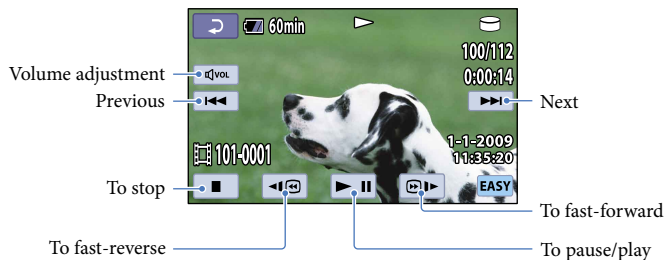 60min
100/112
Volume adjustment
VOL
0:00:14
Previous
Next
1-1-2009
101-0001
11:35:20
To stop
EASY
To fast-forward
To fast-reverse
To pause/play